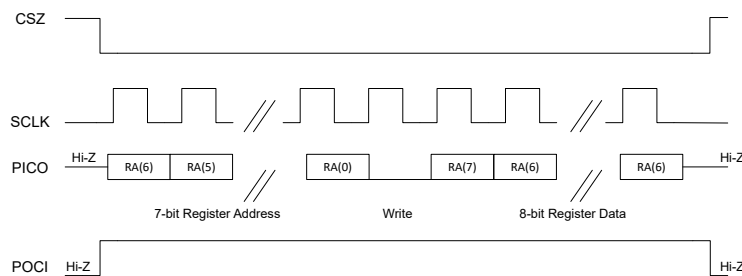 CSZ
SCLK
Hi-Z
Hi-Z
PICO
RA(6)
RA(5)
RA(0)
RA(7)
RA(6)
RA(6)
7-bit Register Address
Write
8-bit Register Data
POCI
Hi-Z
Hi-Z